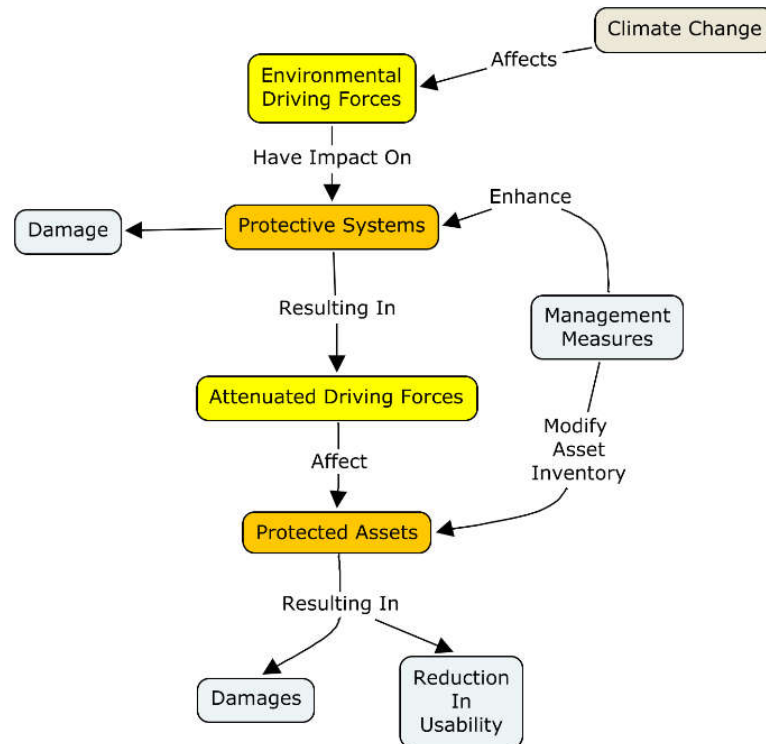 Climate Change
Affects
Environmental
Driving Forces
Have Impact On
Enhance
Protective Systems
Damage
Resulting In
Management
Measures
Attenuated Driving Forces
Modify
Asset
Inventory
Affect
Protected Assets
Resulting In
Damages
Reduction
In
Usability